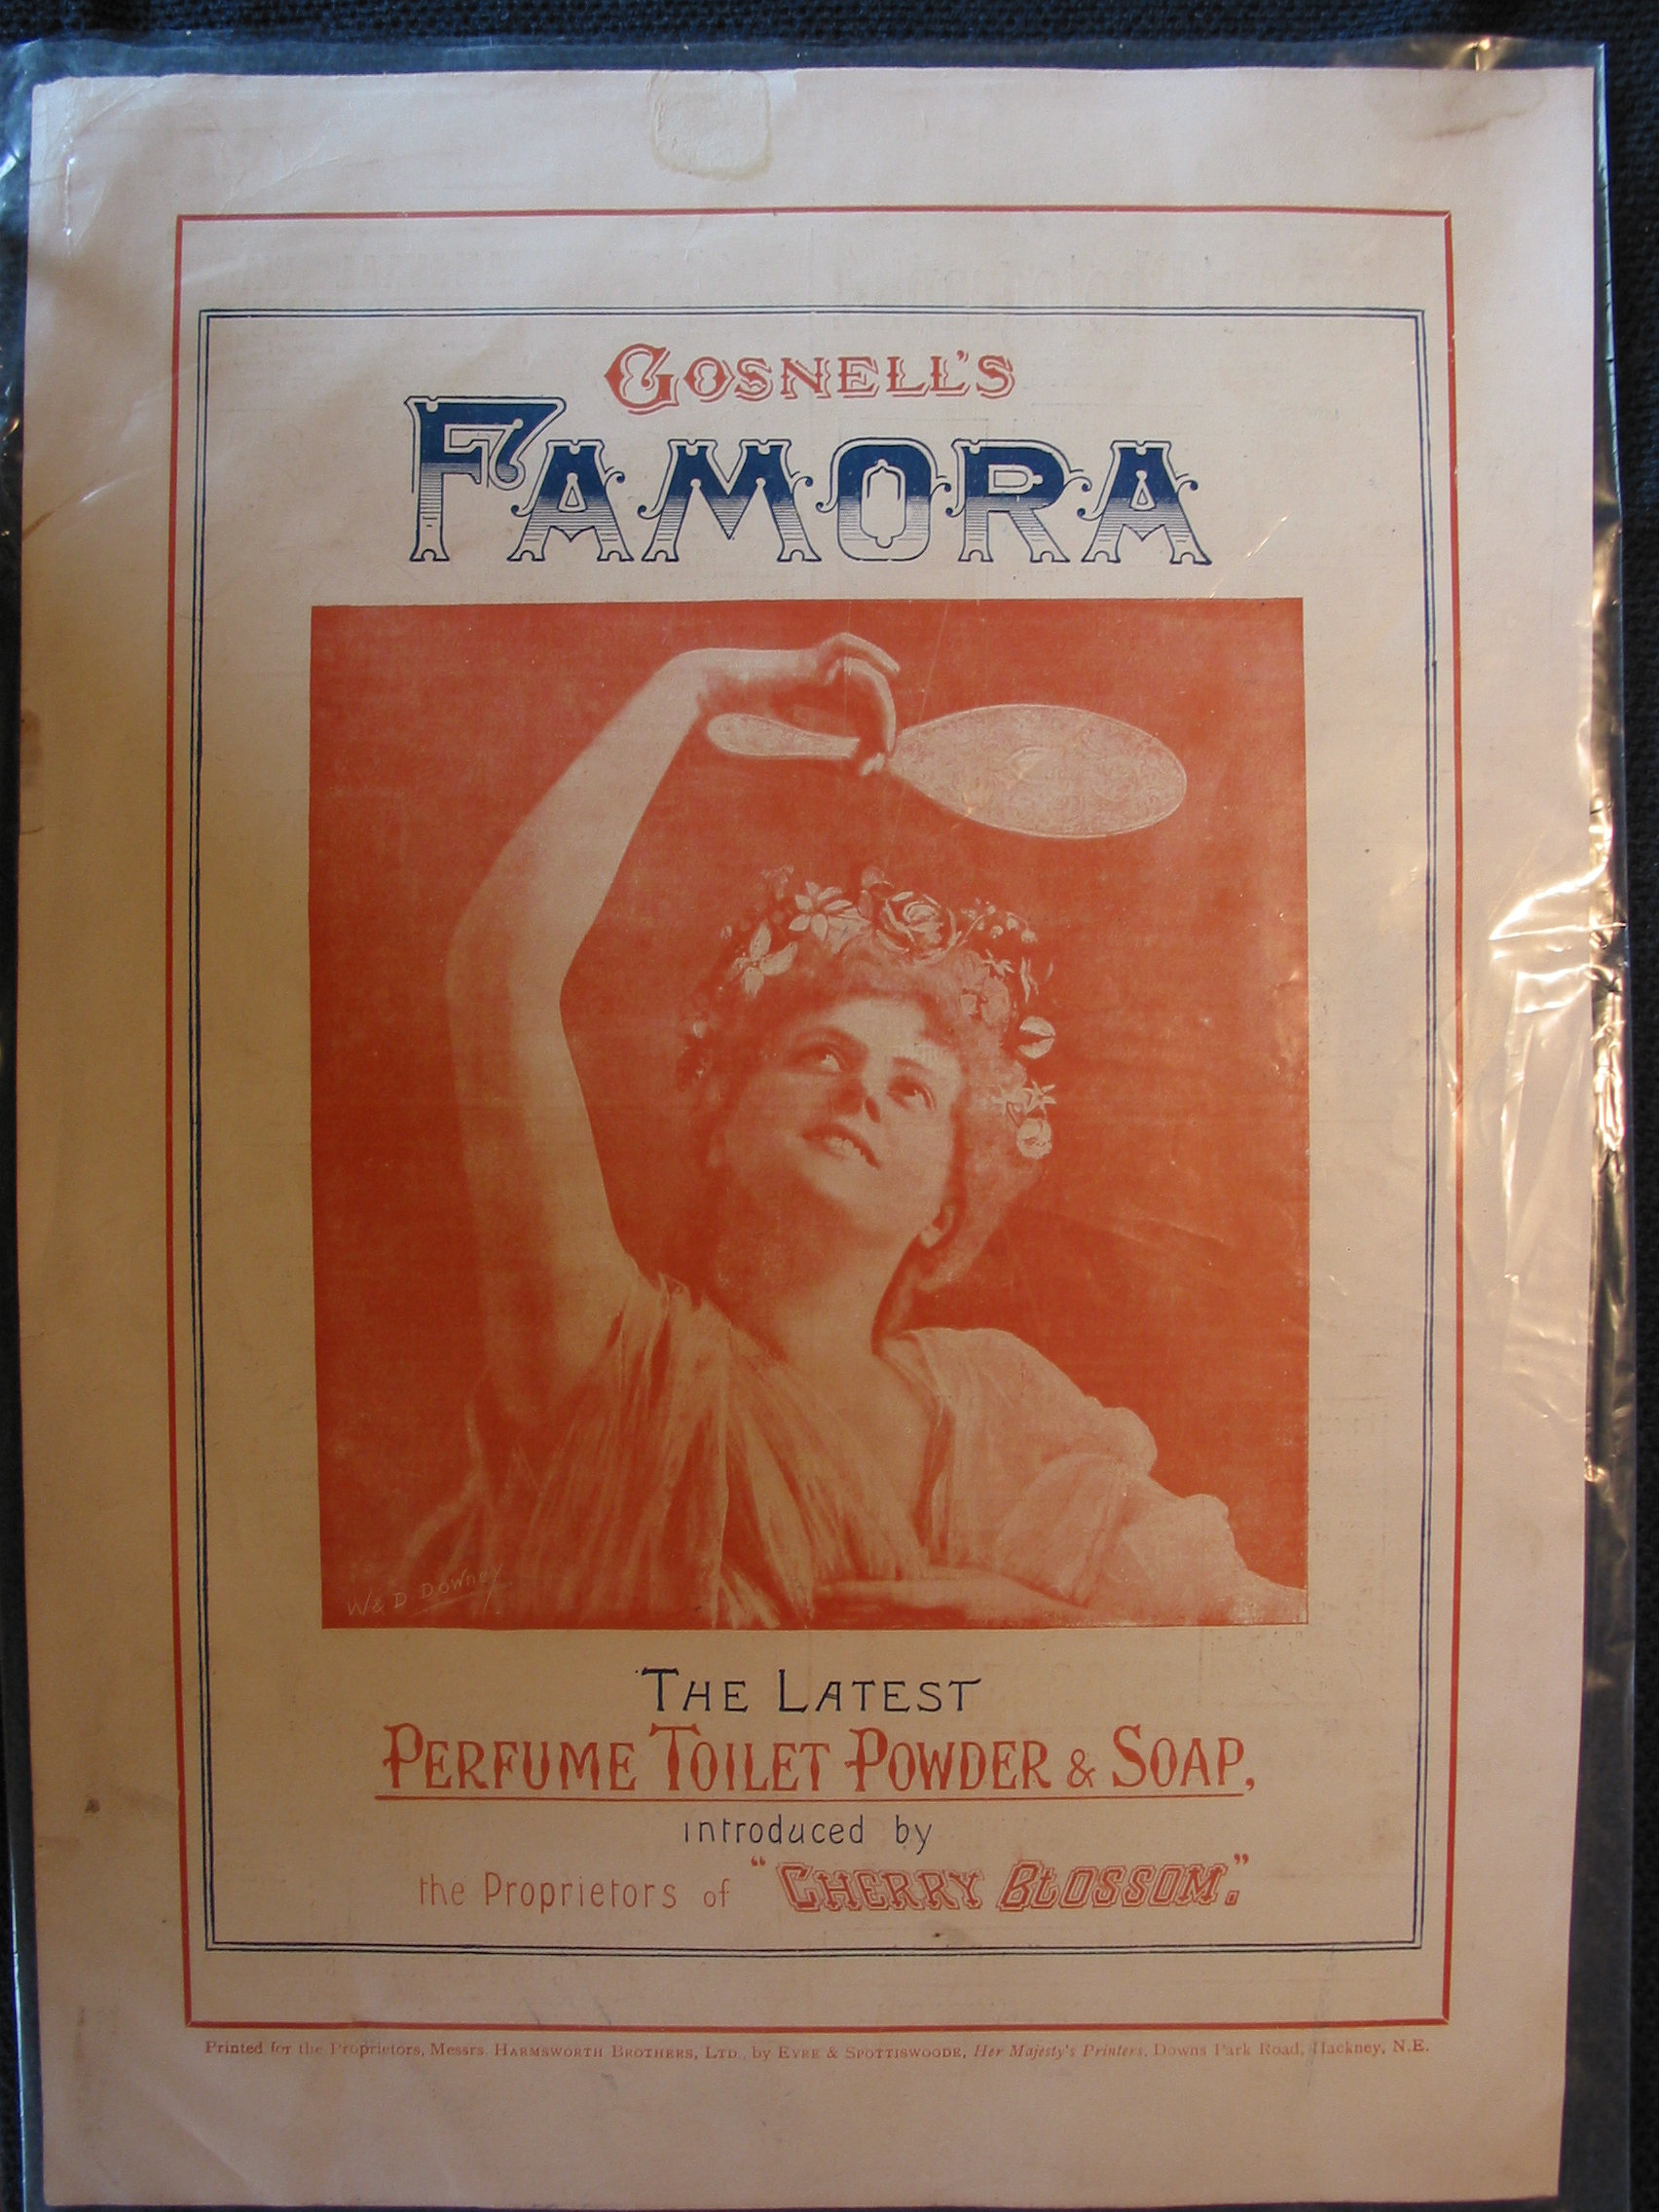 GOSNELL'S
FAMORA
W & D DOWNEY
THE LATEST
PERFUME TOILET POWDER & SOAP,
introduced by
the Proprietors of "CHERRY BLOSSOM."
Printed for the Proprietors, Messrs. HARMSWORTH BROTHERS, LTD., by EYRE & SPOTTISWOODE, Her Majesty's Printers, Downs Park Road, Hackney, N.E.